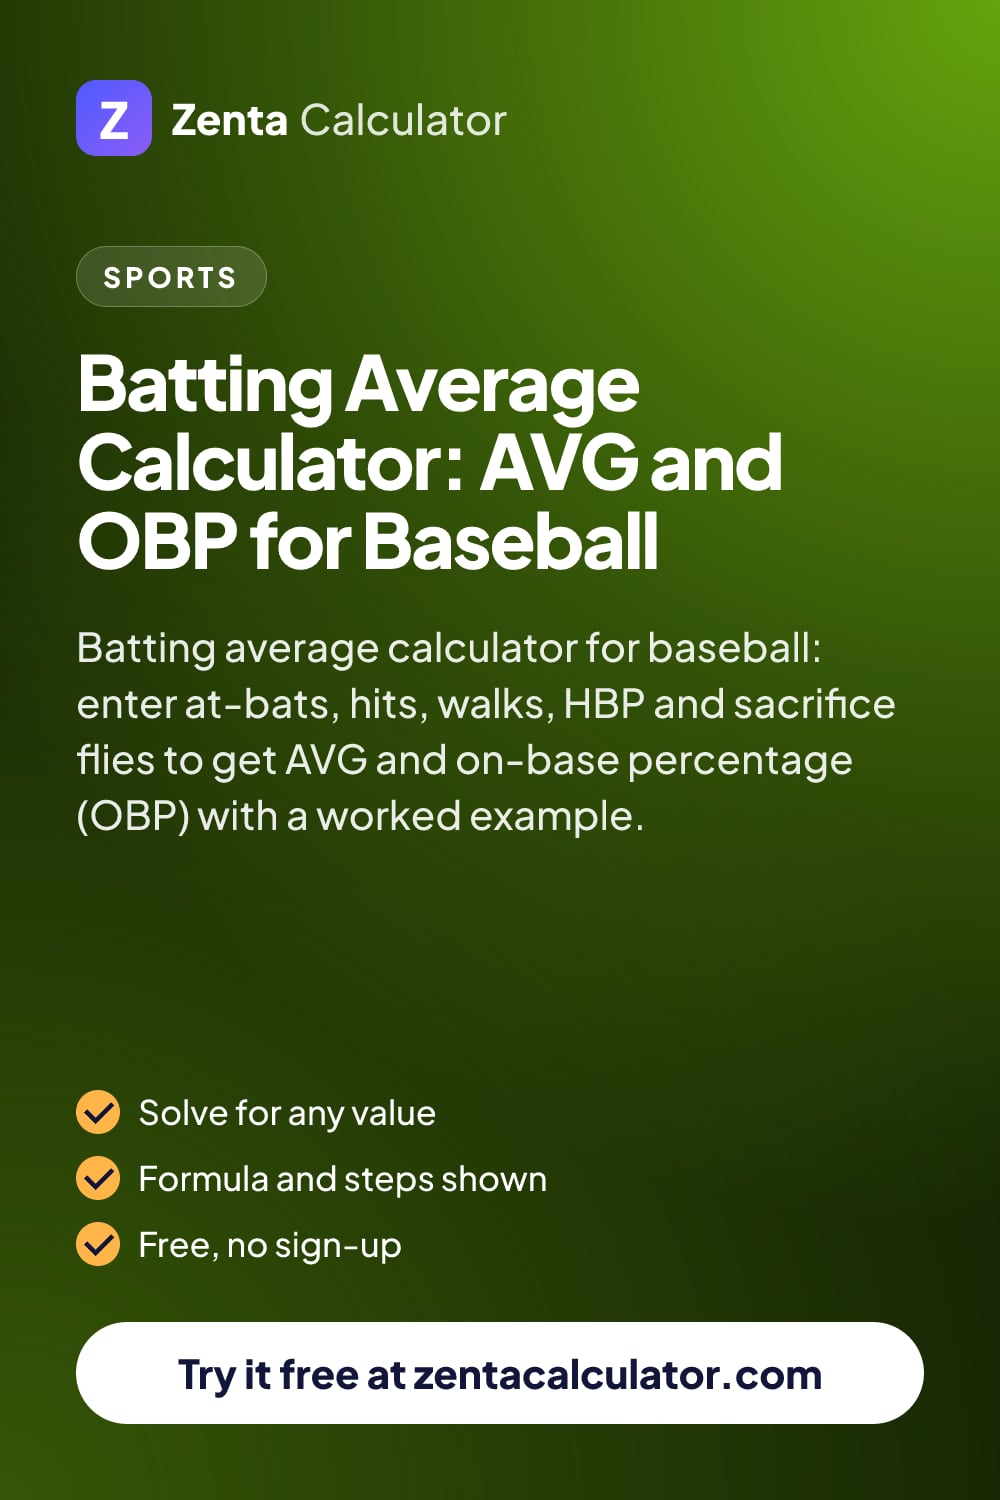 Z
Zenta Calculator
SPORTS
Batting Average
Calculator: AVG and
OBP for Baseball
Batting average calculator for baseball:
enter at-bats, hits, walks, HBP and sacrifice
flies to get AVG and on-base percentage
(OBP) with a worked example.
Solve for any value
Formula and steps shown
Free, no sign-up
Try it free at zentacalculator.com